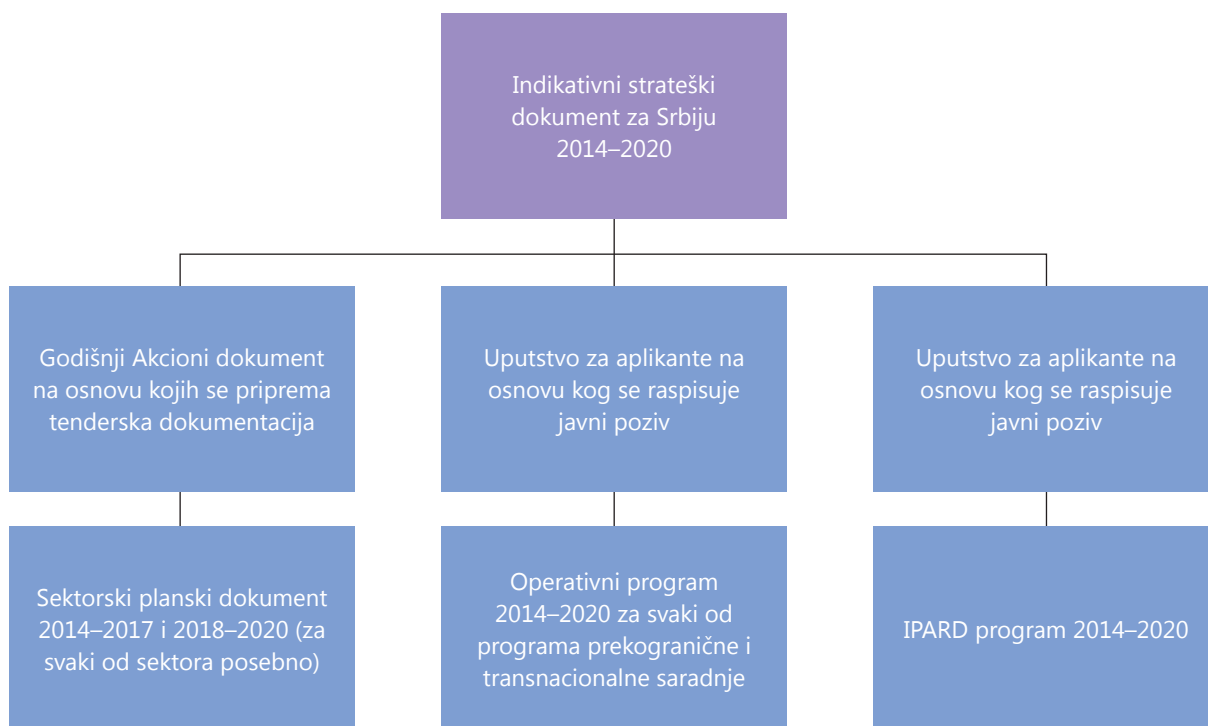 Indikativni strateški
dokument za Srbiju
2014–2020
Godišnji Akcioni dokument
na osnovu kojih se priprema
tenderska dokumentacija
Uputstvo za aplikante na
osnovu kog se raspisuje
javni poziv
Uputstvo za aplikante na
osnovu kog se raspisuje
javni poziv
Sektorski planski dokument
2014–2017 i 2018–2020 (za
svaki od sektora posebno)
Operativni program
2014–2020 za svaki od
programa prekogranične i
transnacionalne saradnje
IPARD program 2014–2020